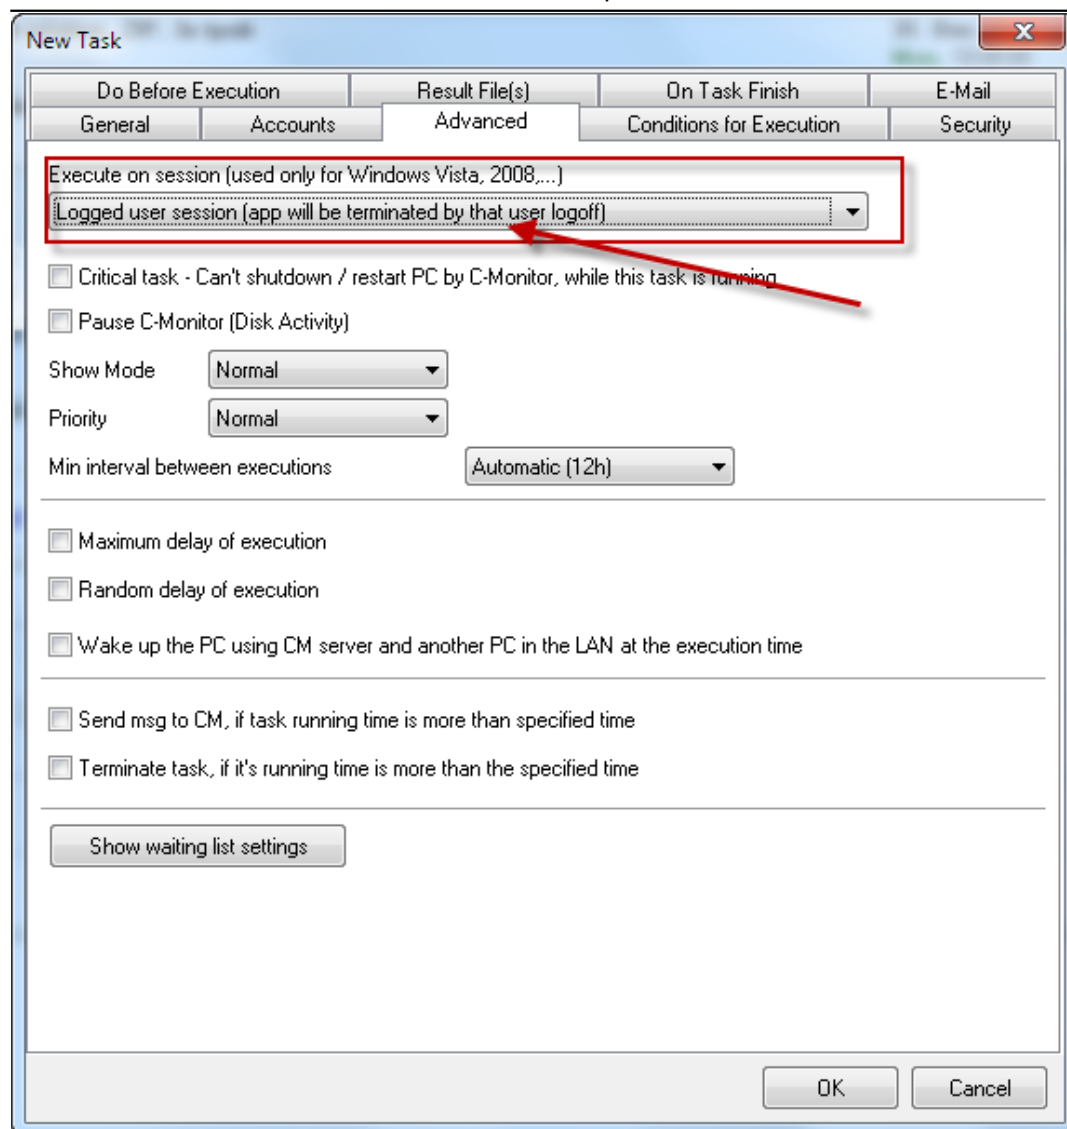 New Task
Do Before Execution Result File(s) On Task Finish E-Mail
General Accounts Advanced Conditions for Execution Security
Execute on session (used only for Windows Vista, 2008,...)
Logged user session (app will be terminated by that user logoff)
Critical task - Can't shutdown / restart PC by C-Monitor, while this task is running
Pause C-Monitor (Disk Activity)
Show Mode Normal
Priority Normal
Min interval between executions Automatic (12h)
Maximum delay of execution
Random delay of execution
Wake up the PC using CM server and another PC in the LAN at the execution time
Send msg to CM, if task running time is more than specified time
Terminate task, if it's running time is more than the specified time
Show waiting list settings
OK Cancel